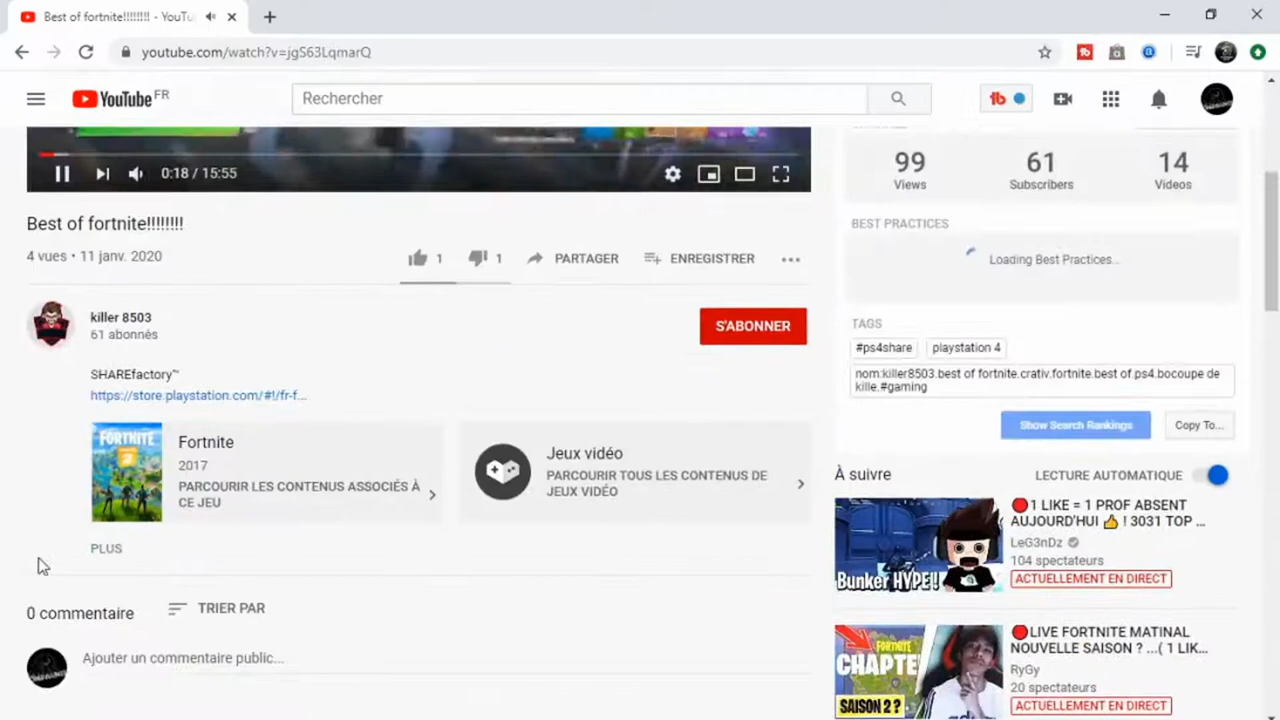 Best of fortnite!!!!!!!! - YouTu
youtube.com/watch?v=jgS63LqmarQ
YouTube FR
Rechercher
tb
0:18 / 15:55
Best of fortnite!!!!!!!!
4 vues • 11 janv. 2020
1
1
PARTAGER
ENREGISTRER
killer 8503
61 abonnés
S'ABONNER
SHAREfactory™
https://store.playstation.com/#!/fr-f...
FORTNITE
2
Fortnite
2017
PARCOURIR LES CONTENUS ASSOCIÉS À
CE JEU
Jeux vidéo
PARCOURIR TOUS LES CONTENUS DE
JEUX VIDÉO
PLUS
0 commentaire
TRIER PAR
Ajouter un commentaire public...
99
Views
61
Subscribers
14
Videos
BEST PRACTICES
Loading Best Practices...
TAGS
#ps4share
playstation 4
nom:killer8503.best of fortnite.crativ.fortnite.best of.ps4.bocoupe de
kille.#gaming
Show Search Rankings
Copy To...
À suivre
LECTURE AUTOMATIQUE
Bunker HYPE!
🔴1 LIKE = 1 PROF ABSENT
AUJOURD'HUI 👍 ! 3031 TOP ...
LeG3nDz
104 spectateurs
ACTUELLEMENT EN DIRECT
FORTNITE
CHAPTE
SAISON 2 ?
🔴LIVE FORTNITE MATINAL
NOUVELLE SAISON ? ...( 1 LIK...
RyGy
20 spectateurs
ACTUELLEMENT EN DIRECT